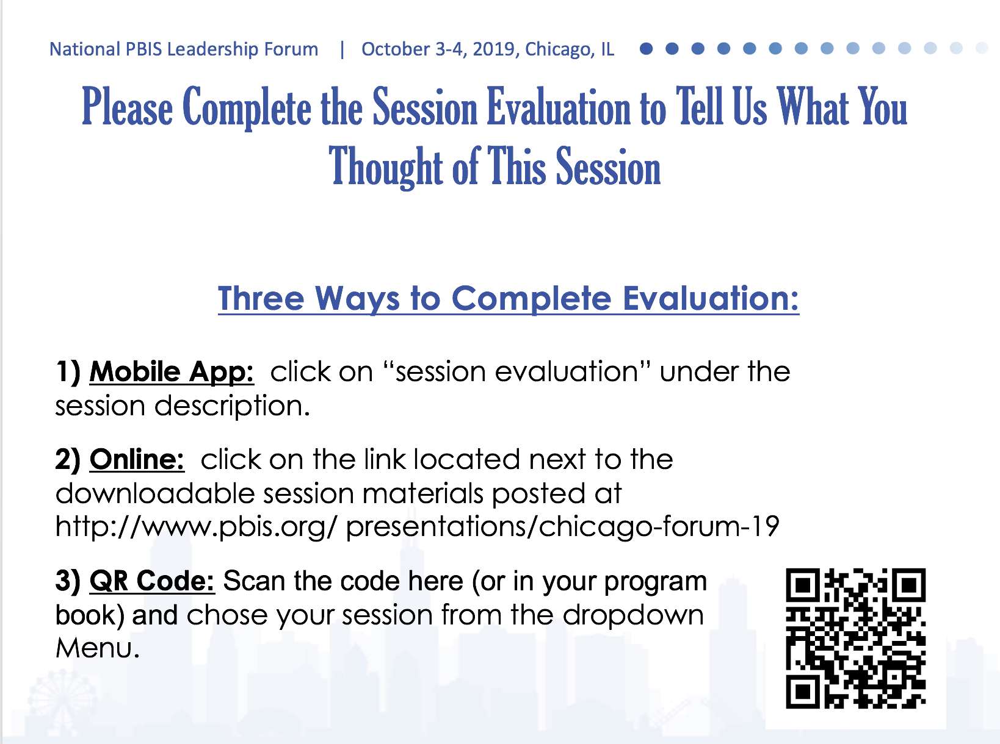 National PBIS Leadership Forum | October 3-4, 2019, Chicago, IL
Please Complete the Session Evaluation to Tell Us What You
Thought of This Session
Three Ways to Complete Evaluation:
1) Mobile App: click on “session evaluation” under the
session description.
2) Online: click on the link located next to the
downloadable session materials posted at
http://www.pbis.org/ presentations/chicago-forum-19
3) QR Code: Scan the code here (or in your program
book) and chose your session from the dropdown
Menu.